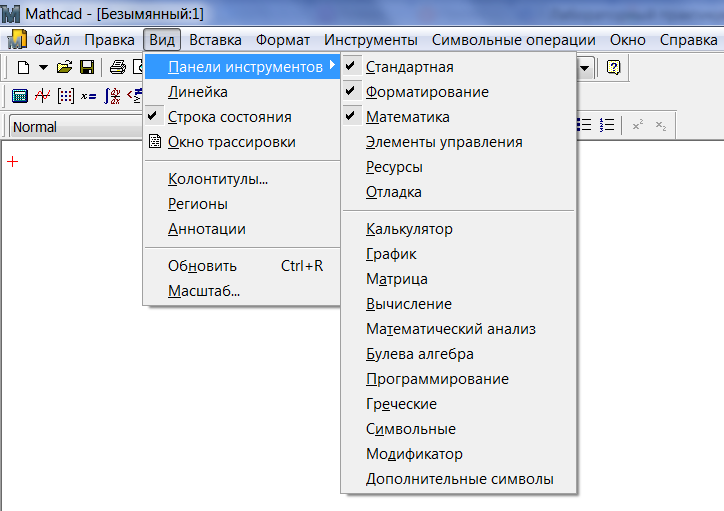 Mathcad - [Безымянный:1]
Файл Правка Вид Вставка Формат Инструменты Символьные операции Окно Справка
Панели инструментов
Линейка
Строка состояния
Окно трассировки
Колонтитулы...
Регионы
Аннотации
Обновить Ctrl+R
Масштаб...
Стандартная
Форматирование
Математика
Элементы управления
Ресурсы
Отладка
Калькулятор
График
Матрица
Вычисление
Математический анализ
Булева алгебра
Программирование
Греческие
Символьные
Модификатор
Дополнительные символы
Normal